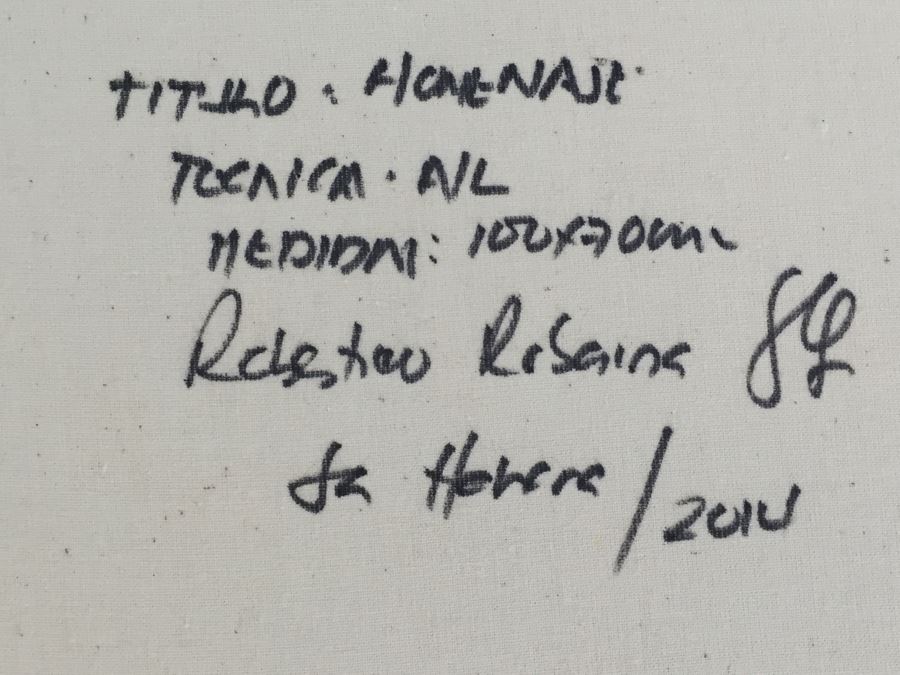 TITULO: HOMENAJE
TECNICA. A/L
MEDIDA: 100x70cm
La Habana / 2014